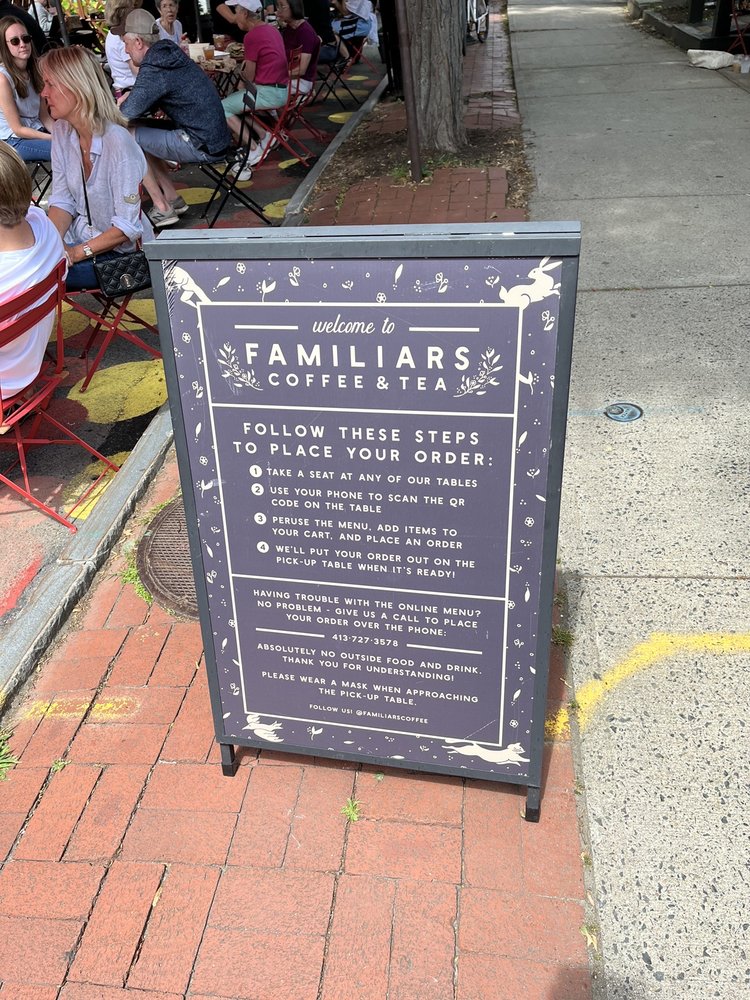 welcome to
FAMILIARS
COFFEE & TEA
FOLLOW THESE STEPS
TO PLACE YOUR ORDER:
1 TAKE A SEAT AT ANY OF OUR TABLES
2 USE YOUR PHONE TO SCAN THE QR
CODE ON THE TABLE
3 PERUSE THE MENU, ADD ITEMS TO
YOUR CART, AND PLACE AN ORDER
4 WE'LL PUT YOUR ORDER OUT ON THE
PICK-UP TABLE WHEN IT'S READY!
HAVING TROUBLE WITH THE ONLINE MENU?
NO PROBLEM - GIVE US A CALL TO PLACE
YOUR ORDER OVER THE PHONE:
413·727·3578
ABSOLUTELY NO OUTSIDE FOOD AND DRINK.
THANK YOU FOR UNDERSTANDING!
PLEASE WEAR A MASK WHEN APPROACHING
THE PICK-UP TABLE.
FOLLOW US! @FAMILIARSCOFFEE